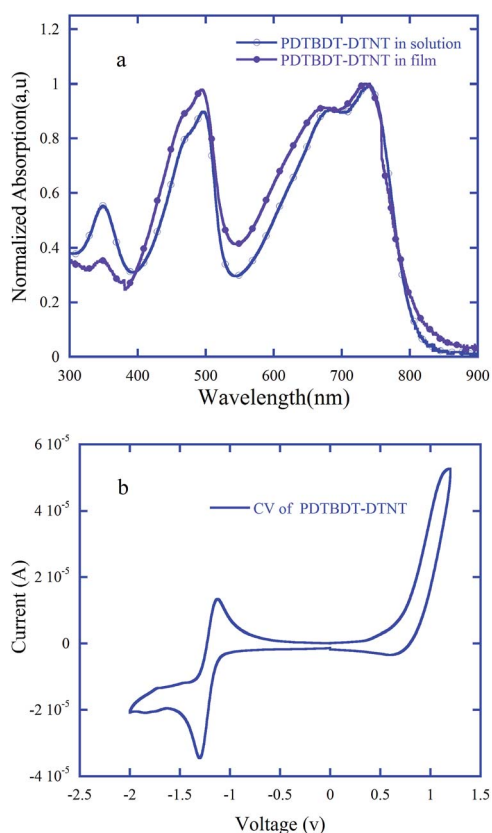 a
PDTBDT-DTNT in solution
PDTBDT-DTNT in film
Normalized Absorption(a,u)
1.2
1
0.8
0.6
0.4
0.2
0
300 400 500 600 700 800 900
Wavelength(nm)
b
CV of PDTBDT-DTNT
Current (A)
6 10-5
4 10-5
2 10-5
0
-2 10-5
-4 10-5
-2.5 -2 -1.5 -1 -0.5 0 0.5 1 1.5
Voltage (v)